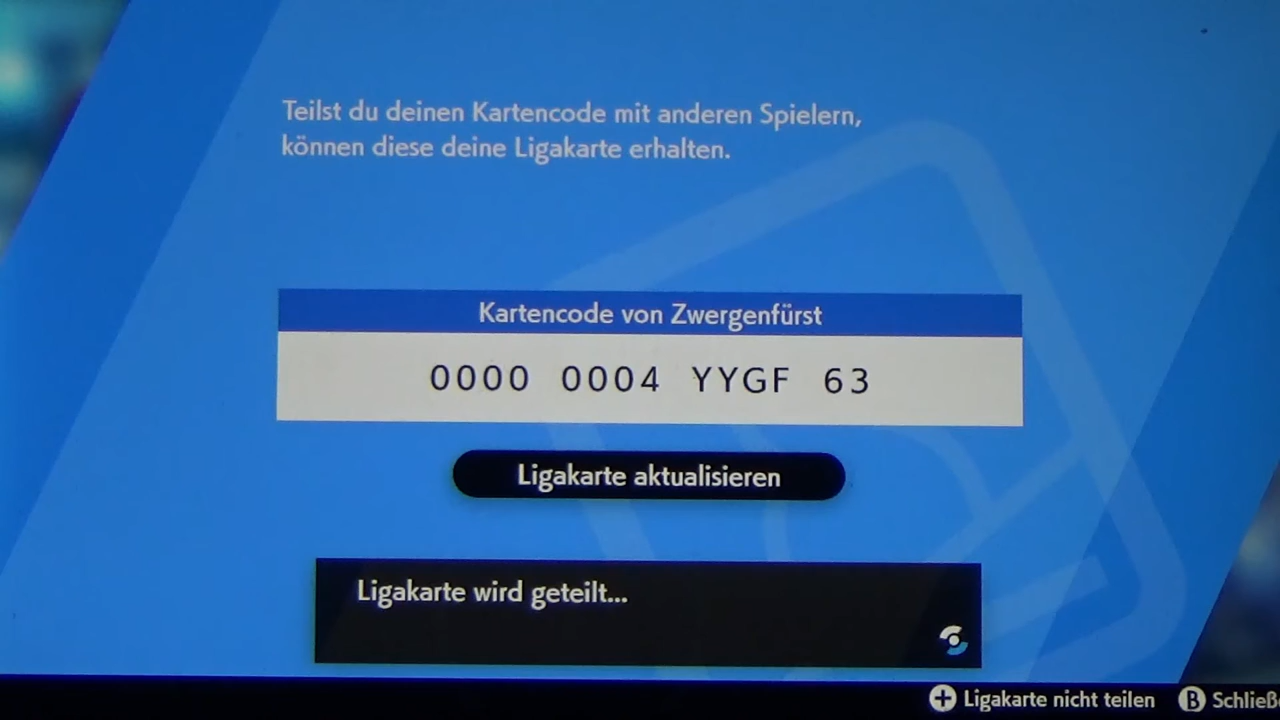 Teilst du deinen Kartencode mit anderen Spielern,
können diese deine Ligakarte erhalten.
Kartencode von Zwergenfürst
0000 0004 YYGF 63
Ligakarte aktualisieren
Ligakarte wird geteilt...
+ Ligakarte nicht teilen B Schließ